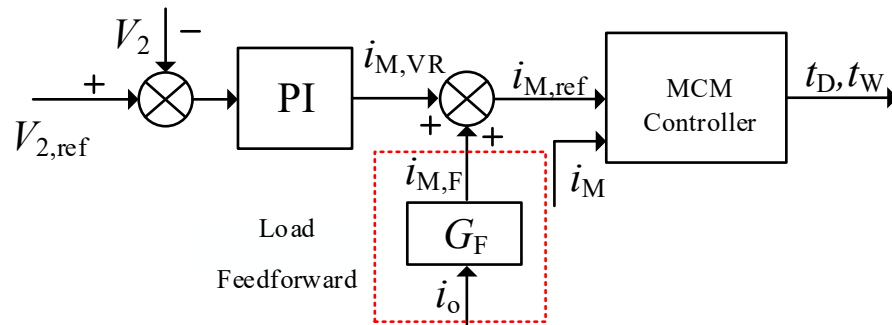 V2
−
+
V2,ref
PI
iM,VR
+
+
iM,ref
MCM
Controller
tD, tW
iM
iM,F
GF
io
Load
Feedforward